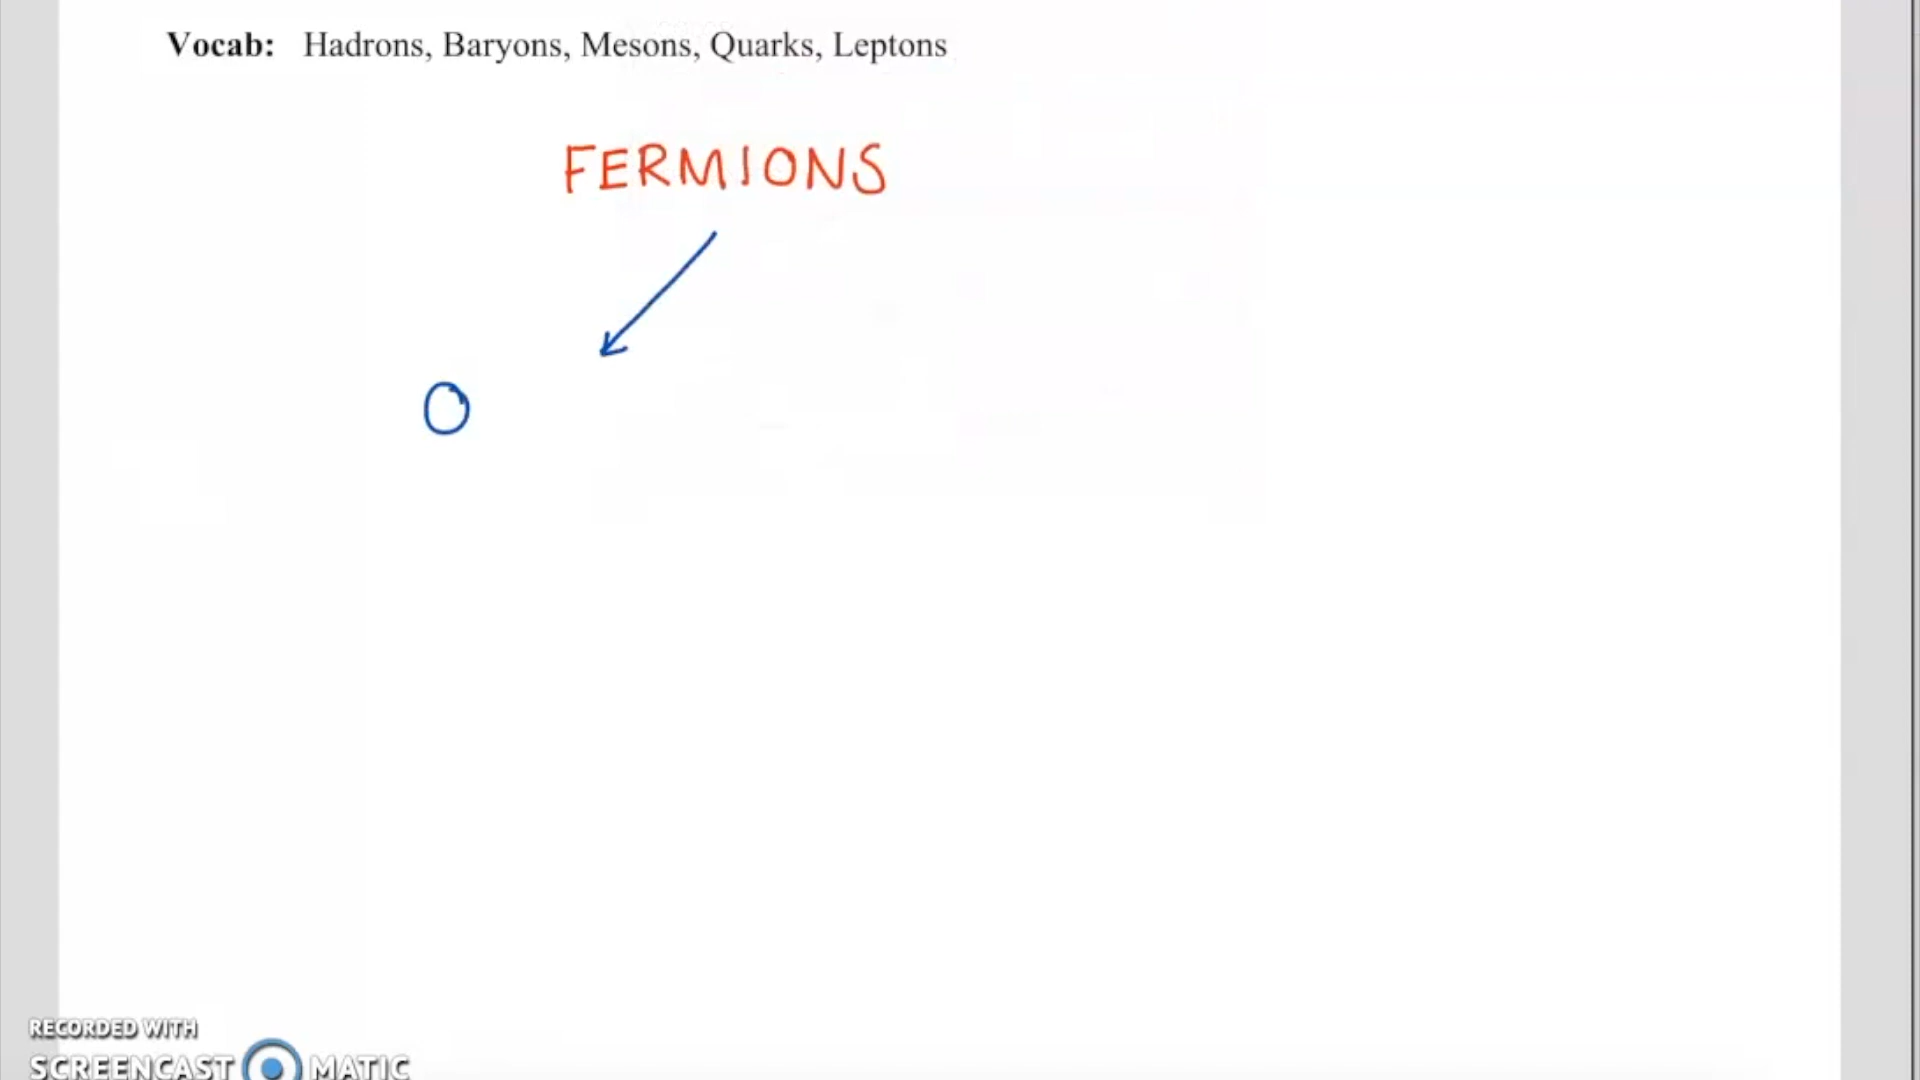 Vocab: Hadrons, Baryons, Mesons, Quarks, Leptons
FERMIONS
O
RECORDED WITH
SCREENCAST MATIC